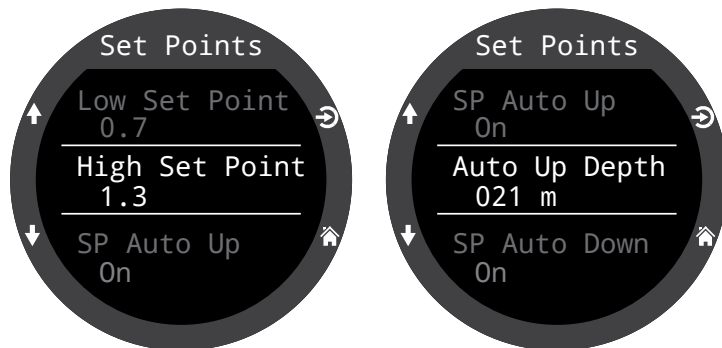 Set Points
Low Set Point
0.7
High Set Point
1.3
SP Auto Up
On
Set Points
SP Auto Up
On
Auto Up Depth
021 m
SP Auto Down
On